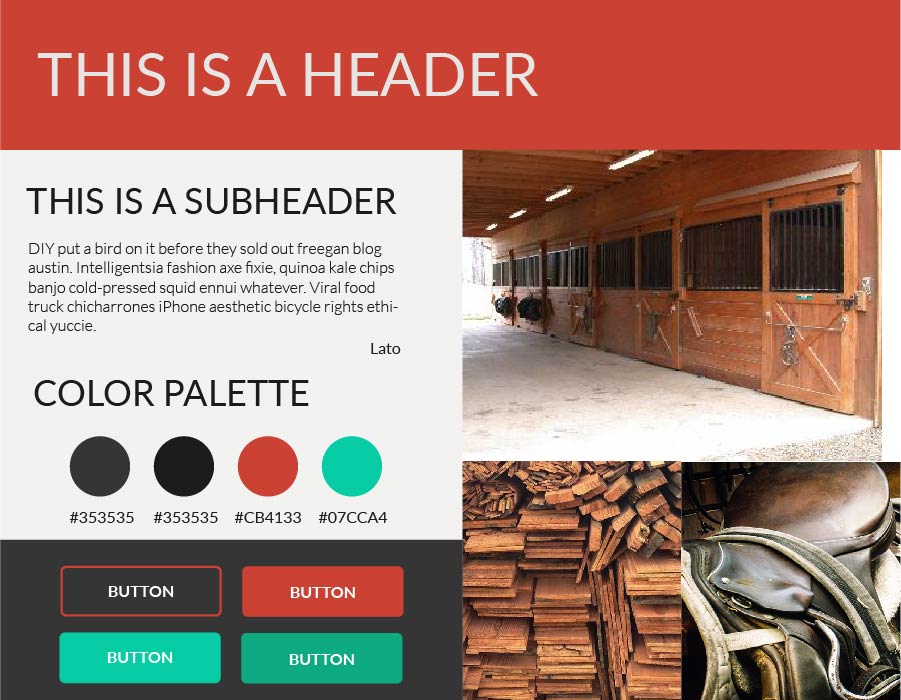 THIS IS A HEADER
THIS IS A SUBHEADER
DIY put a bird on it before they sold out freegan blog
austin. Intelligentsia fashion axe fixie, quinoa kale chips
banjo cold-pressed squid ennui whatever. Viral food
truck chicharrones iPhone aesthetic bicycle rights ethi-
cal yuccie.
Lato
COLOR PALETTE
#353535 #353535 #CB4133 #07CCA4
BUTTON BUTTON
BUTTON BUTTON